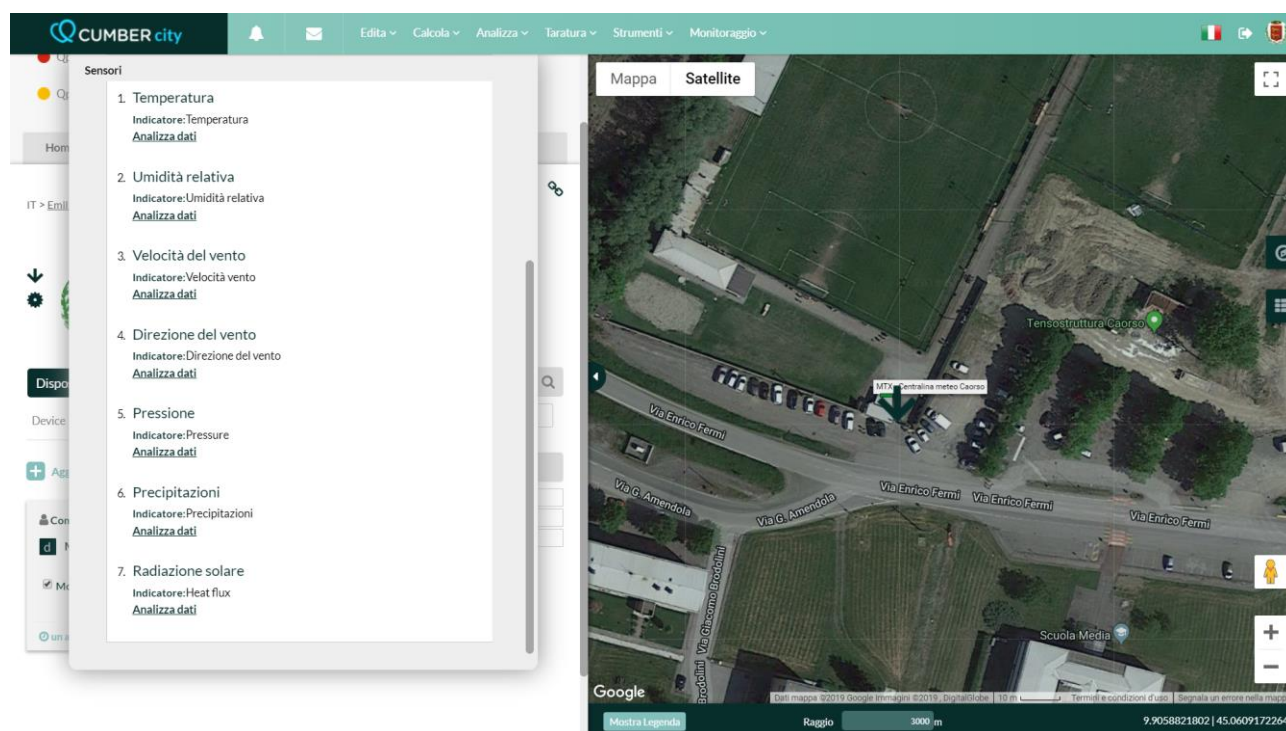 CUMBER city
Edita
Calcola
Analizza
Taratura
Strumenti
Monitoraggio
Sensori
1. Temperatura
Indicatore:Temperatura
Analizza dati
2. Umidità relativa
Indicatore:Umidità relativa
Analizza dati
3. Velocità del vento
Indicatore:Velocità vento
Analizza dati
4. Direzione del vento
Indicatore:Direzione del vento
Analizza dati
5. Pressione
Indicatore:Pressure
Analizza dati
6. Precipitazioni
Indicatore:Precipitazioni
Analizza dati
7. Radiazione solare
Indicatore:Heat flux
Analizza dati
Hom
IT > Emil
Dispo
Device
Agg
Con
d
Mo
un a
Mappa
Satellite
Tensostruttura Caorso
MTX - Centralina meteo Caorso
Via Enrico Fermi
Via G. Amendola
Via G. Amendola
Via Enrico Fermi
Via Enrico Fermi
Via Enrico Fermi
Via Giacomo Brodolini
Brodolini
Scuola Media
Google
Dati mappa ©2019 Google Immagini ©2019 , DigitalGlobe
10 m
Termini e condizioni d'uso
Segnala un errore nella mappa
Mostra Legenda
Raggio
3000 m
9.9058821802 | 45.0609172264